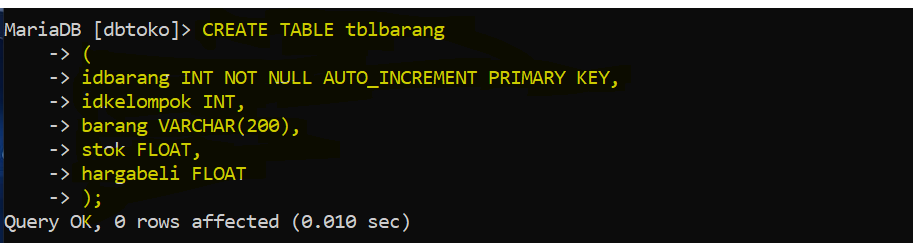 MariaDB [dbtoko]> CREATE TABLE tblbarang
-> (
-> idbarang INT NOT NULL AUTO_INCREMENT PRIMARY KEY,
-> idkelompok INT,
-> barang VARCHAR(200),
-> stok FLOAT,
-> hargabeli FLOAT
-> );
Query OK, 0 rows affected (0.010 sec)